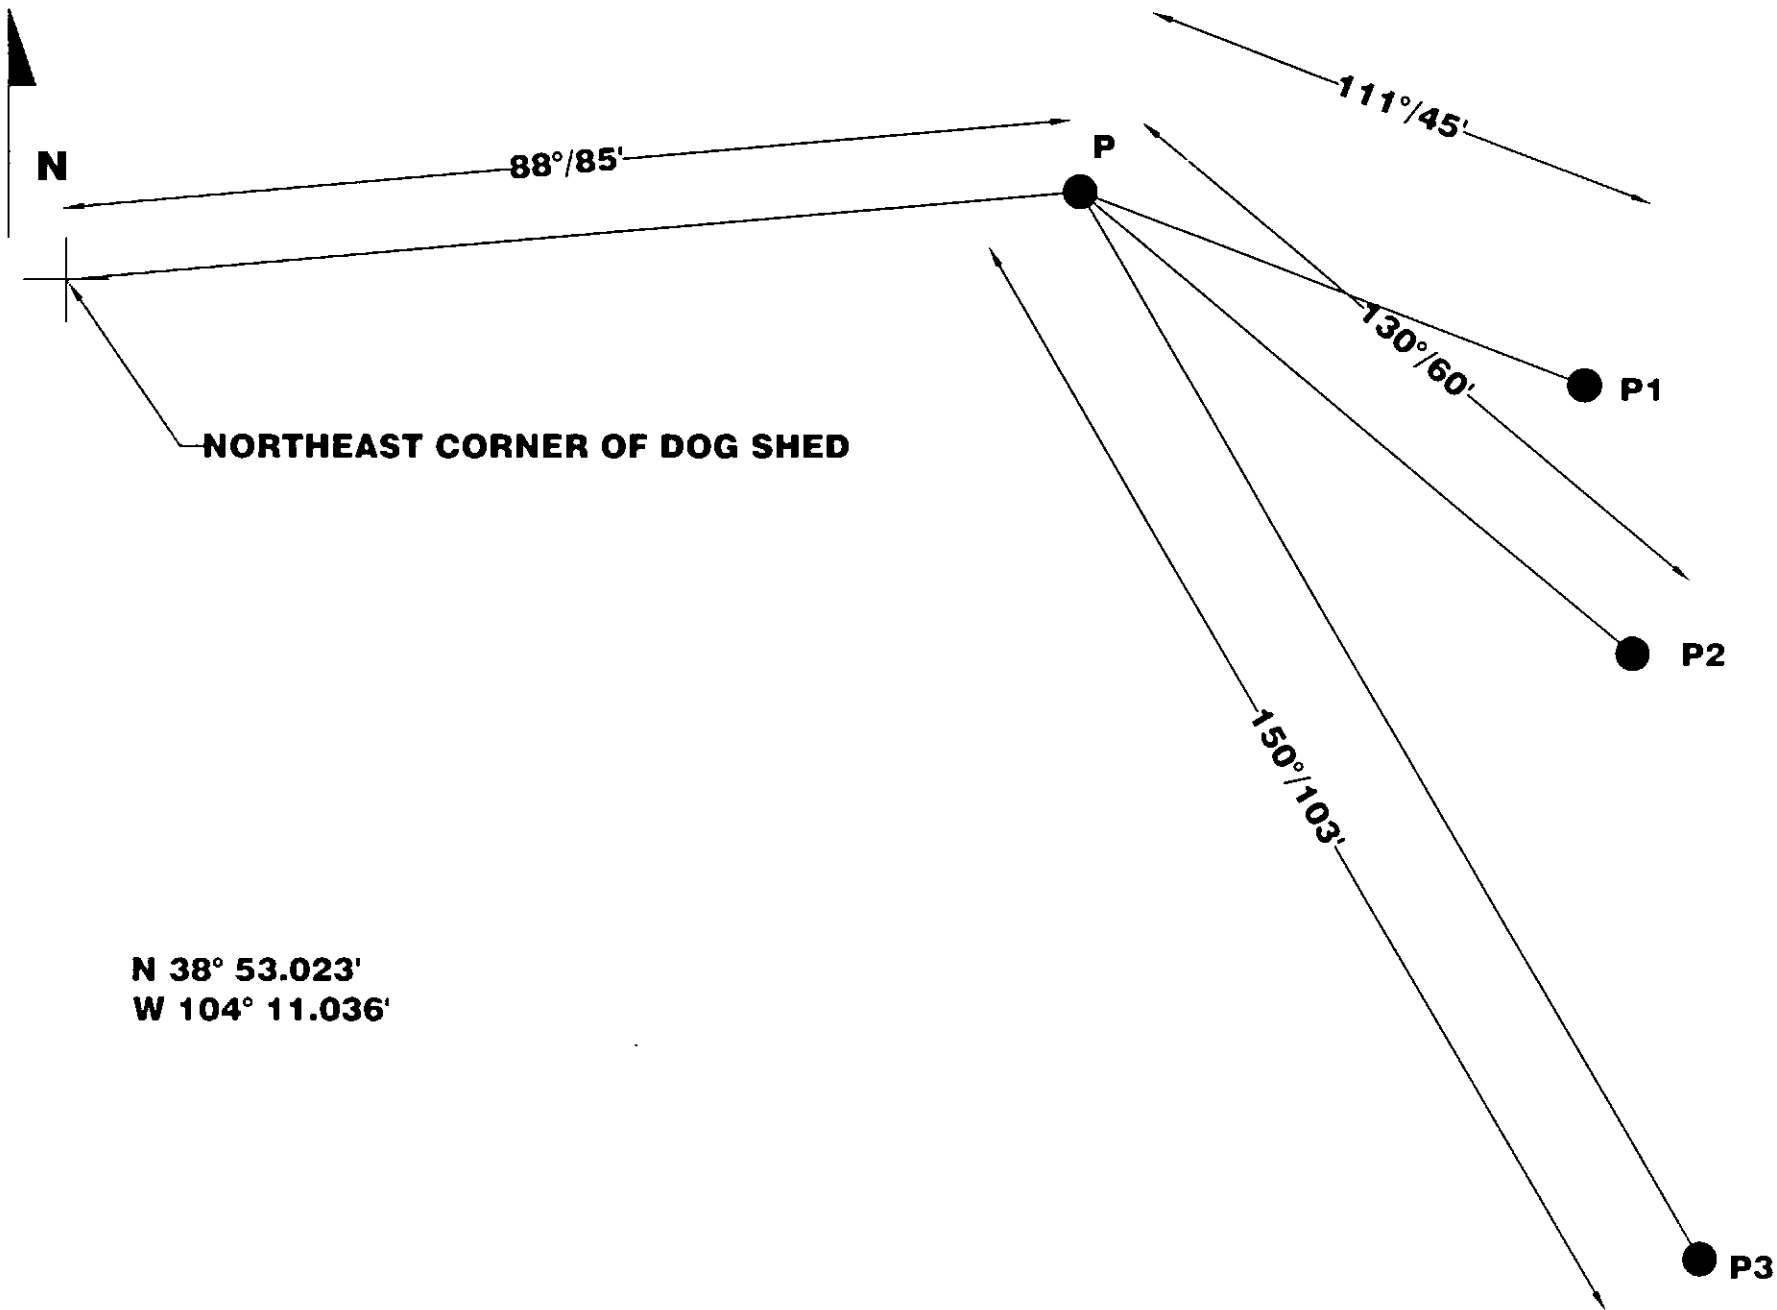 111°/45'
N
88°/85'
P
130°/60'
P1
NORTHEAST CORNER OF DOG SHED
P2
150°/103'
N 38° 53.023'
W 104° 11.036'
P3